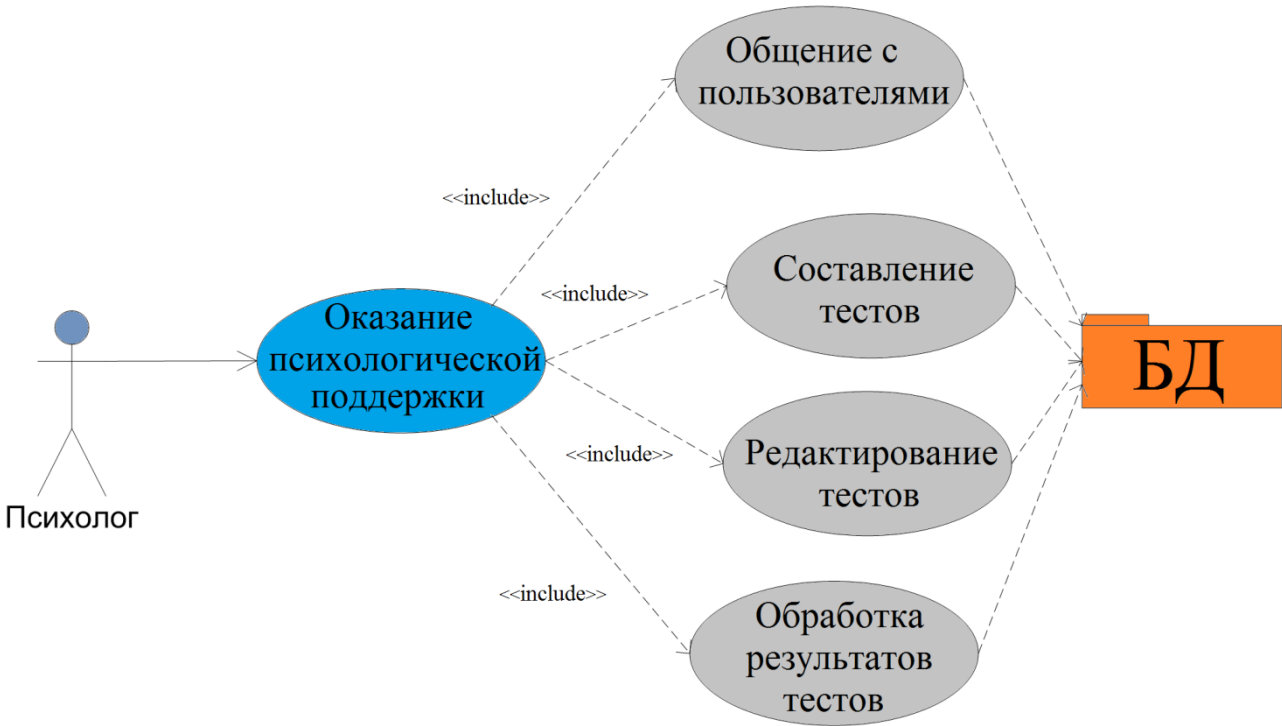 Общение с
пользователями
<<include>>
Составление
тестов
<<include>>
Оказание
психологической
поддержки
БД
Психолог
Редактирование
тестов
<<include>>
<<include>>
Обработка
результатов
тестов